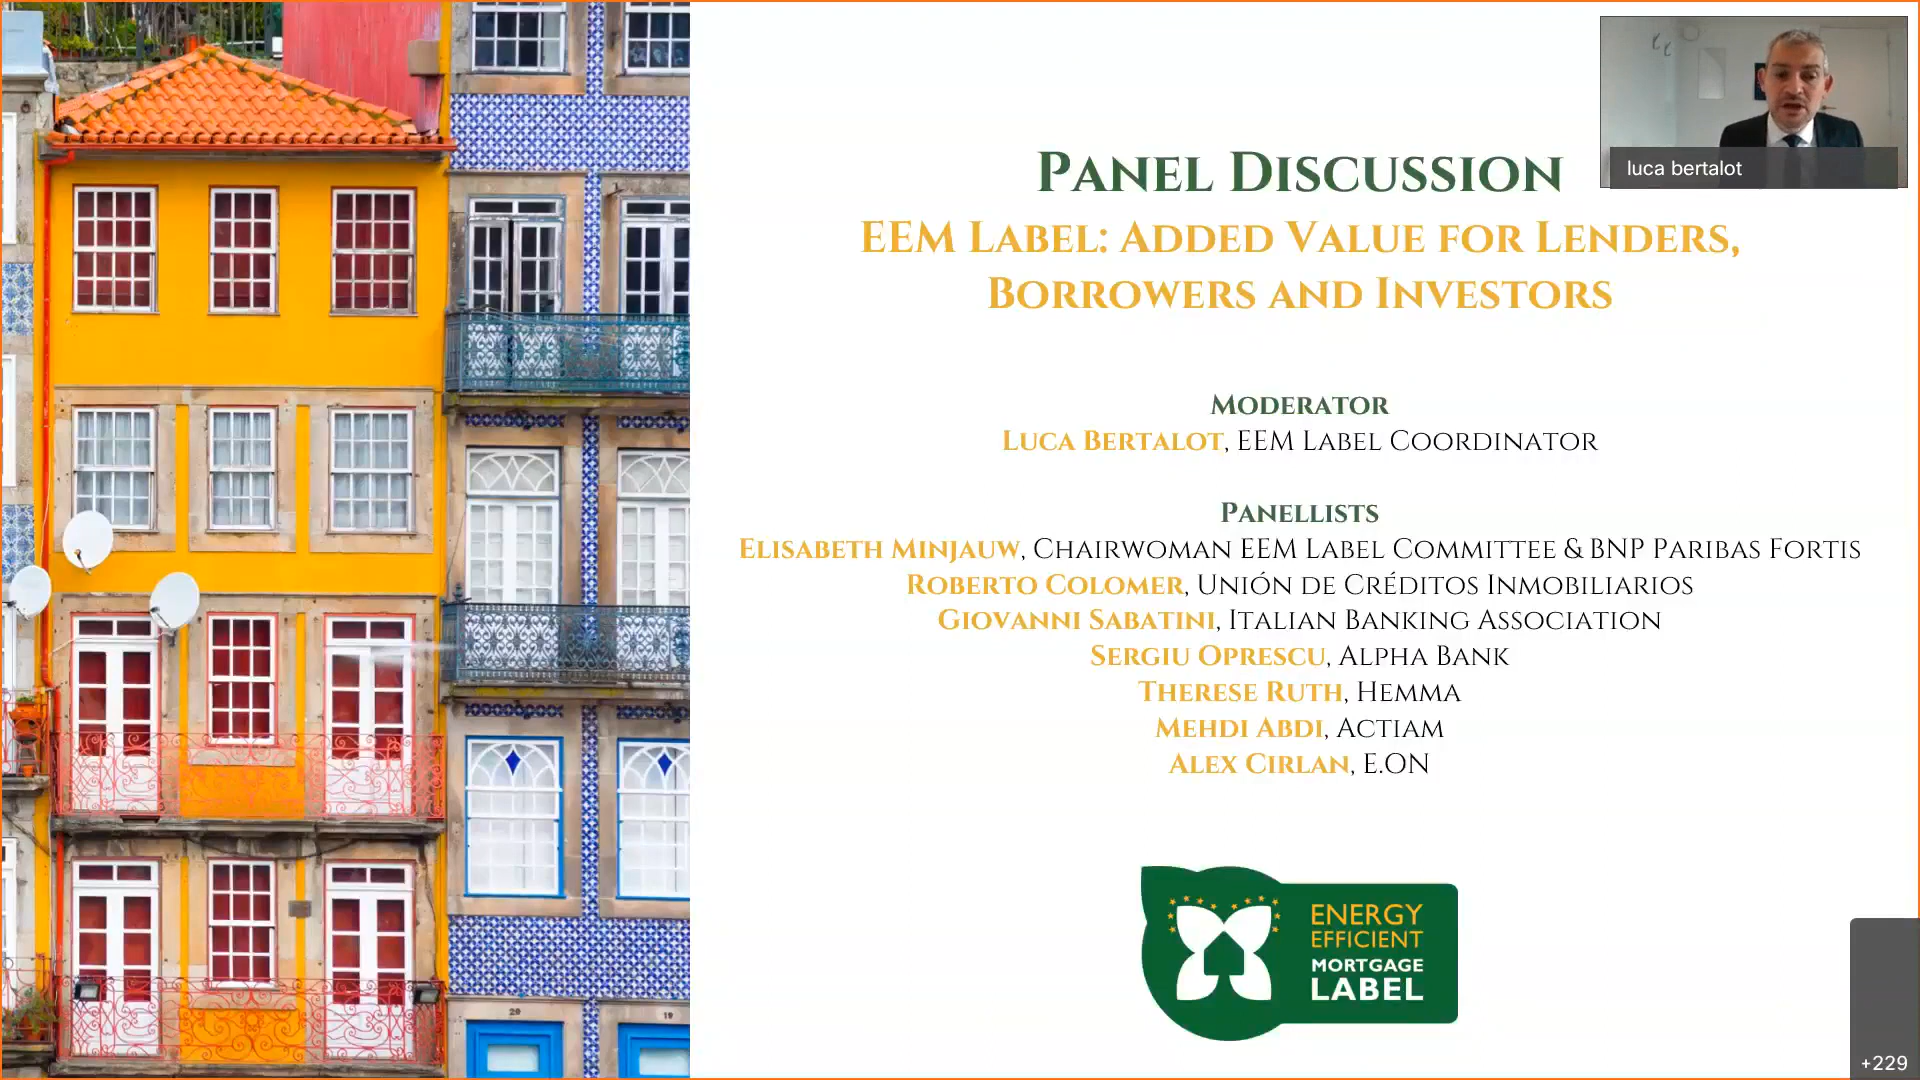 luca bertalot
Panel Discussion
EEM Label: Added Value for Lenders,
Borrowers and Investors
Moderator
Luca Bertalot, EEM Label Coordinator
Panellists
Elisabeth Minjauw, Chairwoman EEM Label Committee & BNP Paribas Fortis
Roberto Colomer, Unión de Créditos Inmobiliarios
Giovanni Sabatini, Italian Banking Association
Sergiu Oprescu, Alpha Bank
Therese Ruth, Hemma
Mehdi Abdi, Actiam
Alex Cirlan, E.ON
ENERGY
EFFICIENT
MORTGAGE
LABEL
20
19
+229